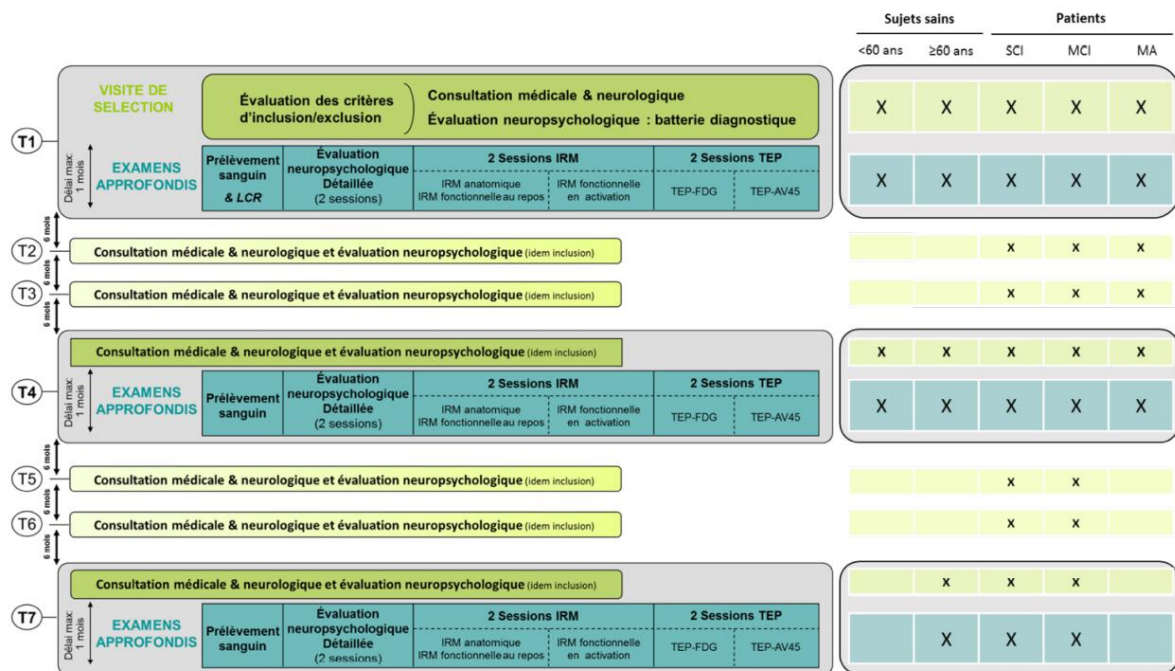 Sujets sains Patients
<60 ans ≥60 ans SCI MCI MA
VISITE DE
SELECTION
Évaluation des critères
d'inclusion/exclusion
Consultation médicale & neurologique
Évaluation neuropsychologique : batterie diagnostique
X X X X X
T1
Délai max:
1 mois
EXAMENS
APPROFONDIS
Prélèvement
sanguin
& LCR
Évaluation
neuropsychologique
Détaillée
(2 sessions)
2 Sessions IRM
IRM anatomique
IRM fonctionnelle au repos
IRM fonctionnelle
en activation
2 Sessions TEP
TEP-FDG
TEP-AV45
X X X X X
6 mois
T2
Consultation médicale & neurologique et évaluation neuropsychologique (idem inclusion)
X X X
6 mois
T3
Consultation médicale & neurologique et évaluation neuropsychologique (idem inclusion)
X X X
6 mois
Consultation médicale & neurologique et évaluation neuropsychologique (idem inclusion)
X X X X X
T4
Délai max:
1 mois
EXAMENS
APPROFONDIS
Prélèvement
sanguin
Évaluation
neuropsychologique
Détaillée
(2 sessions)
2 Sessions IRM
IRM anatomique
IRM fonctionnelle au repos
IRM fonctionnelle
en activation
2 Sessions TEP
TEP-FDG
TEP-AV45
X X X X X
6 mois
T5
Consultation médicale & neurologique et évaluation neuropsychologique (idem inclusion)
X X
6 mois
T6
Consultation médicale & neurologique et évaluation neuropsychologique (idem inclusion)
X X
6 mois
Consultation médicale & neurologique et évaluation neuropsychologique (idem inclusion)
X X X
T7
Délai max:
1 mois
EXAMENS
APPROFONDIS
Prélèvement
sanguin
Évaluation
neuropsychologique
Détaillée
(2 sessions)
2 Sessions IRM
IRM anatomique
IRM fonctionnelle au repos
IRM fonctionnelle
en activation
2 Sessions TEP
TEP-FDG
TEP-AV45
X X X